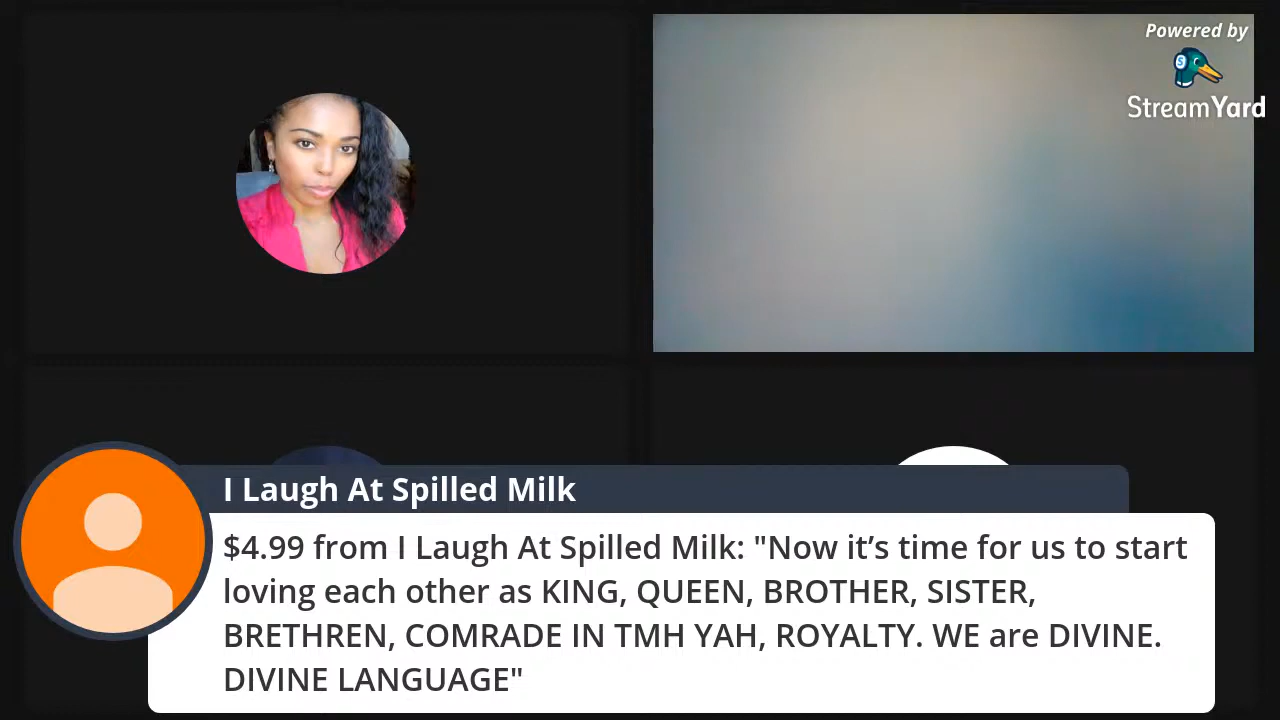 Powered by
StreamYard
I Laugh At Spilled Milk
$4.99 from I Laugh At Spilled Milk: "Now it’s time for us to start
loving each other as KING, QUEEN, BROTHER, SISTER,
BRETHREN, COMRADE IN TMH YAH, ROYALTY. WE are DIVINE.
DIVINE LANGUAGE"